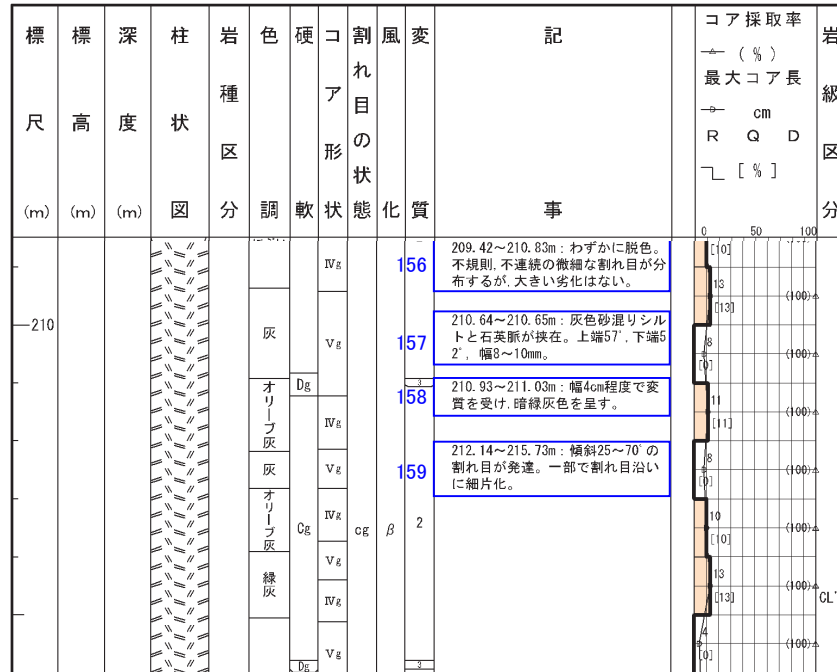 標尺(m)
標高(m)
深度(m)
柱状図
岩種区分
色調
硬軟
コア形状
割れ目の状態
風化
変質
記事
コア採取率
(%)
最大コア長
cm
R Q D
[%]
岩級区分
0 50 100
156
209.42~210.83m：わずかに脱色。
不規則,不連続の微細な割れ目が分
布するが,大きい劣化はない。
157
210.64~210.65m：灰色砂混りシル
トと石英脈が挟在。上端57°,下端5
2°, 幅8~10mm。
158
210.93~211.03m：幅4cm程度で変
質を受け,暗緑灰色を呈す。
159
212.14~215.73m：傾斜25~70°の
割れ目が発達。一部で割れ目沿い
に細片化。
210
灰
オリーブ灰
灰
オリーブ灰
緑灰
Dg
Cg
Dg
Ⅳg
Ⅴg
Ⅳg
Ⅴg
Ⅳg
Ⅴg
Ⅳg
Ⅴg
cg
β
3
2
3
[10]
13
(100)
[13]
8
(100)
[0]
11
(100)
[11]
8
(100)
[0]
10
(100)
[10]
13
(100)
[13]
4
(100)
[0]
CL'